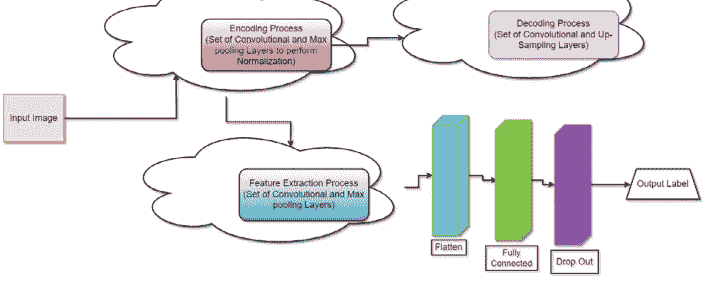 Encoding Process
(Set of Convolutional and Max
pooling Layers to perform
Normalization)
Decoding Process
(Set of Convolutional and Up-
Sampling Layers)
Input Image
Feature Extraction Process
(Set of Convolutional and Max
pooling Layers)
Output Label
Flatten
Fully
Connected
Drop Out